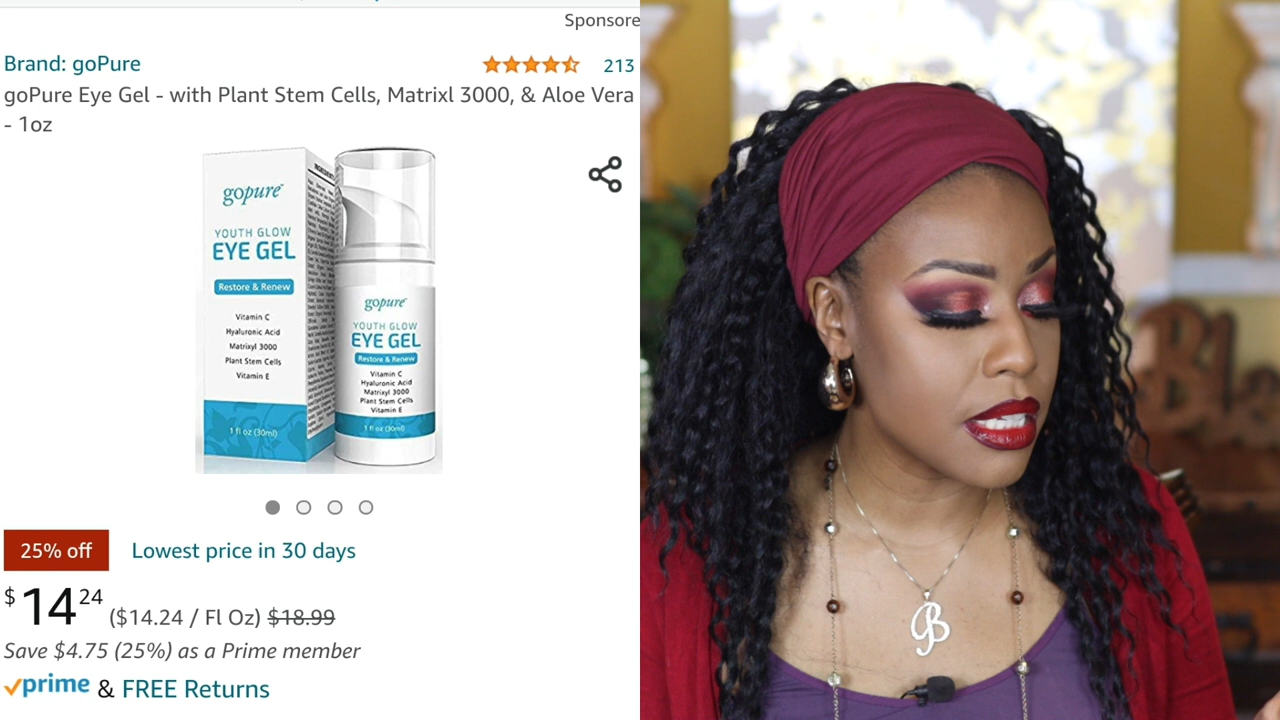 Sponsore
Brand: goPure
213
goPure Eye Gel - with Plant Stem Cells, Matrixl 3000, & Aloe Vera
- 1oz
gopure
YOUTH GLOW
EYE GEL
Restore & Renew
Vitamin C
Hyaluronic Acid
Matrixyl 3000
Plant Stem Cells
Vitamin E
1 fl oz (30ml)
INGREDIENTS
gopure
YOUTH GLOW
EYE GEL
Restore & Renew
Vitamin C
Hyaluronic Acid
Matrixyl 3000
Plant Stem Cells
Vitamin E
1 fl oz (30ml)
25% off
Lowest price in 30 days
$14 24 ($14.24 / Fl Oz) $18.99
Save $4.75 (25%) as a Prime member
prime & FREE Returns
B
Ble